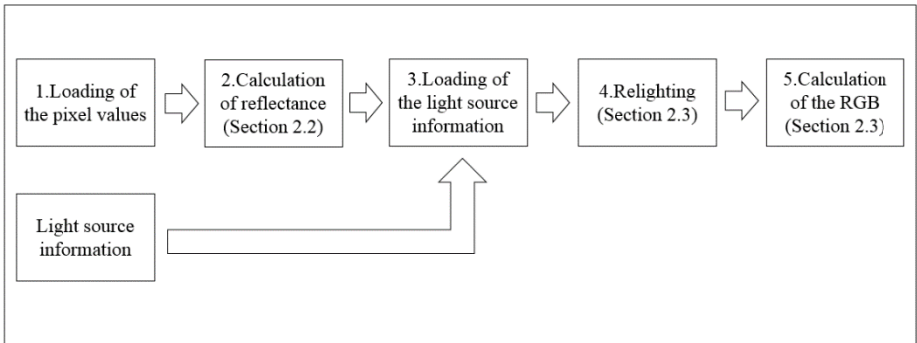 1.Loading of
the pixel values
2.Calculation
of reflectance
(Section 2.2)
3.Loading of
the light source
information
4.Relighting
(Section 2.3)
5.Calculation
of the RGB
(Section 2.3)
Light source
information